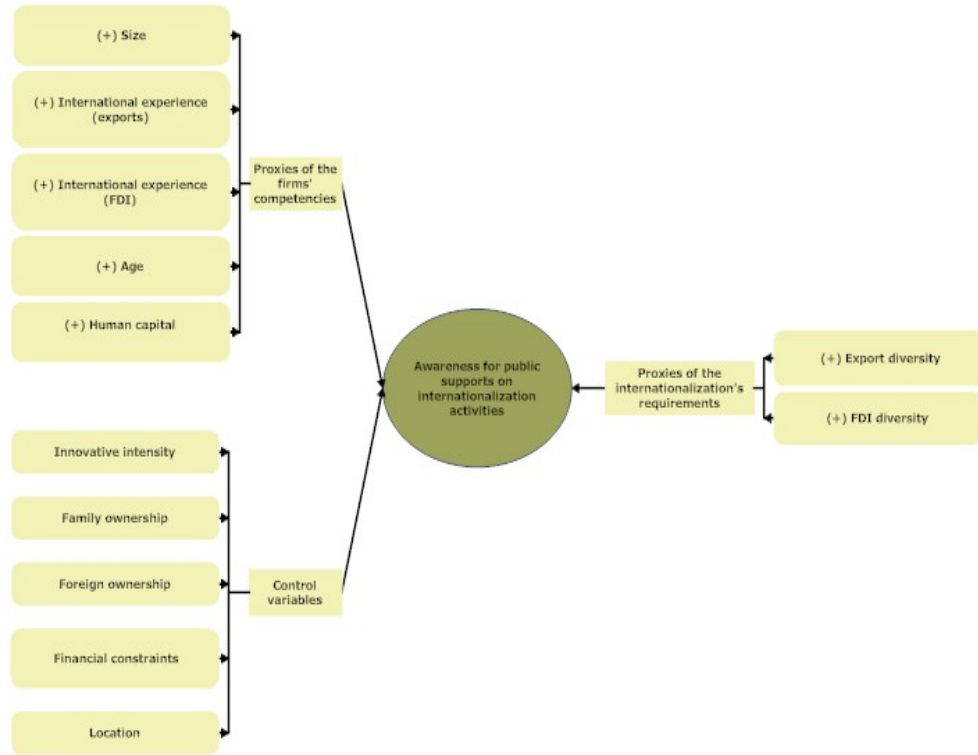 (+) Size
(+) International experience
(exports)
(+) International experience
(FDI)
(+) Age
(+) Human capital
Proxies of the
firms'
competencies
Innovative intensity
Family ownership
Foreign ownership
Financial constraints
Location
Control
variables
Awareness for public
supports on
internationalization
activities
Proxies of the
internationalization's
requirements
(+) Export diversity
(+) FDI diversity